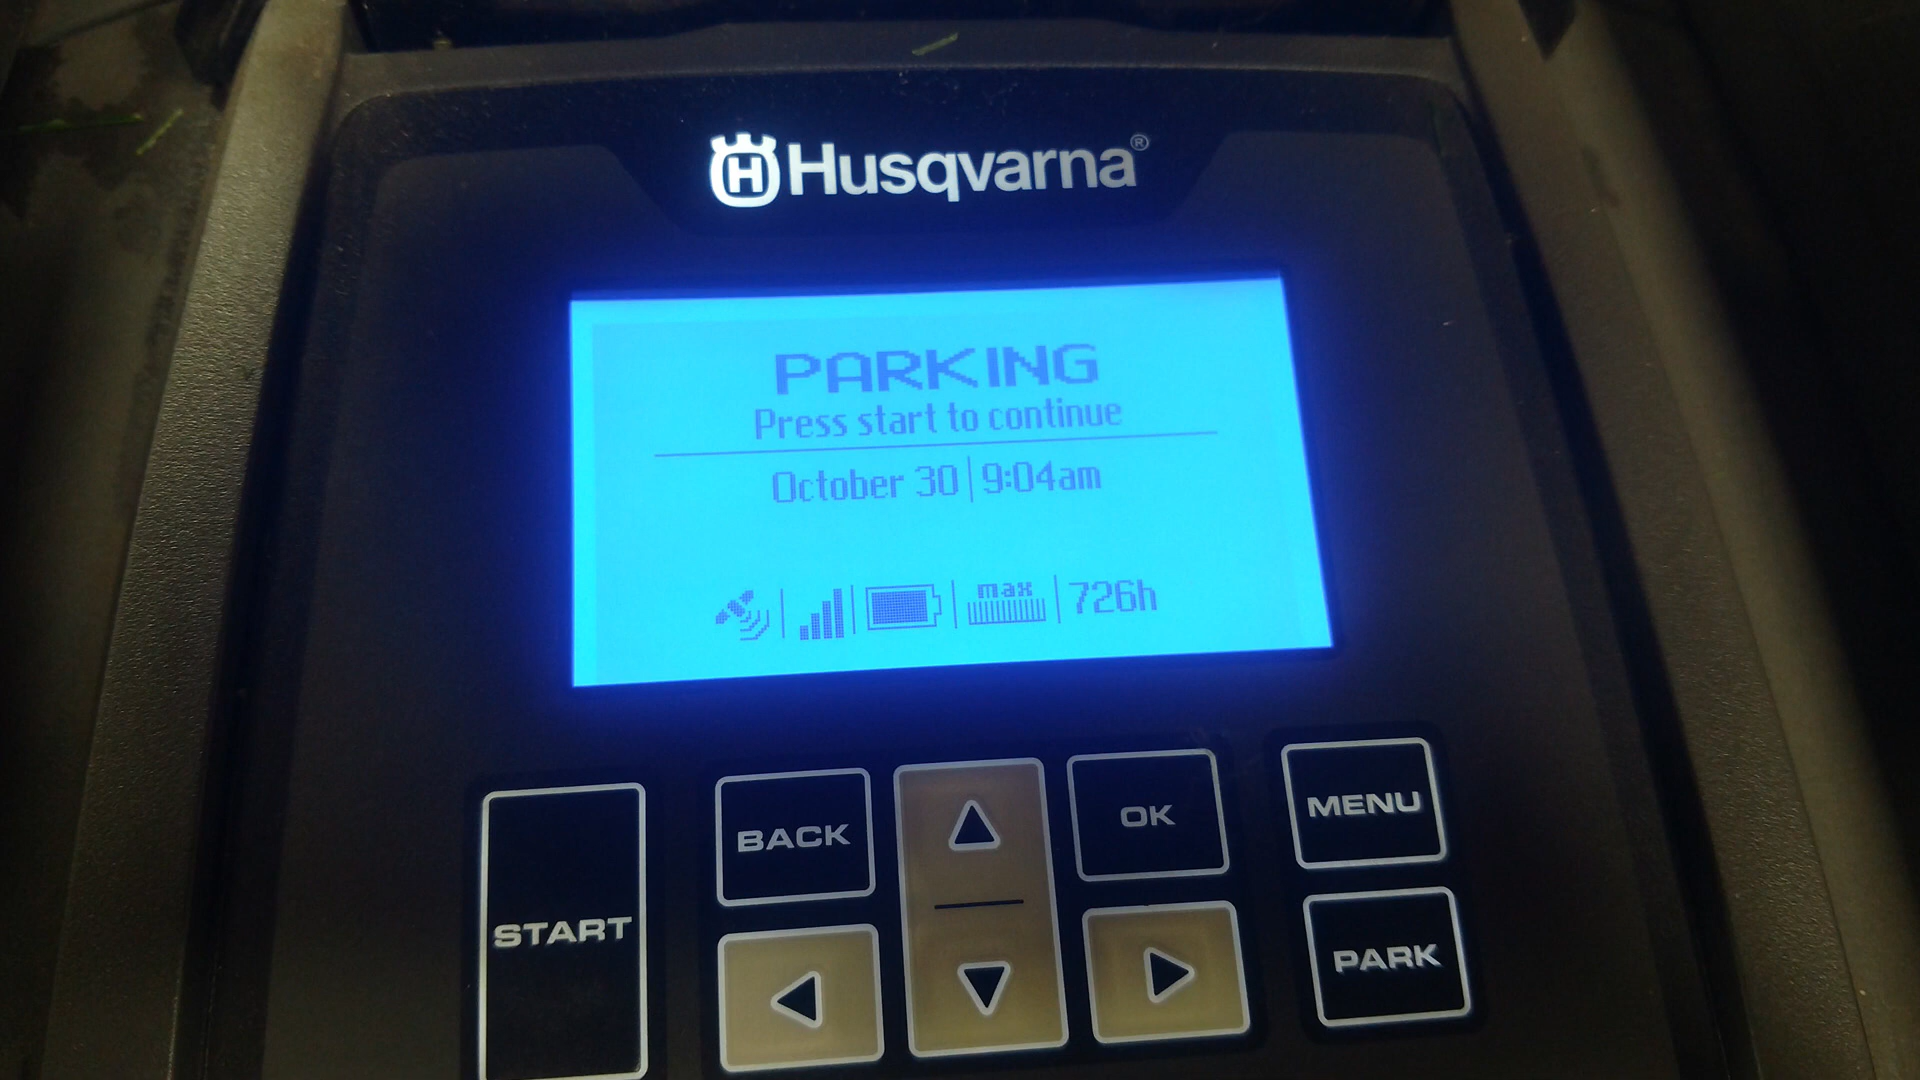 H Husqvarna®
PARKING
Press start to continue
October 30 | 9:04am
max
726h
START
BACK
OK
MENU
PARK